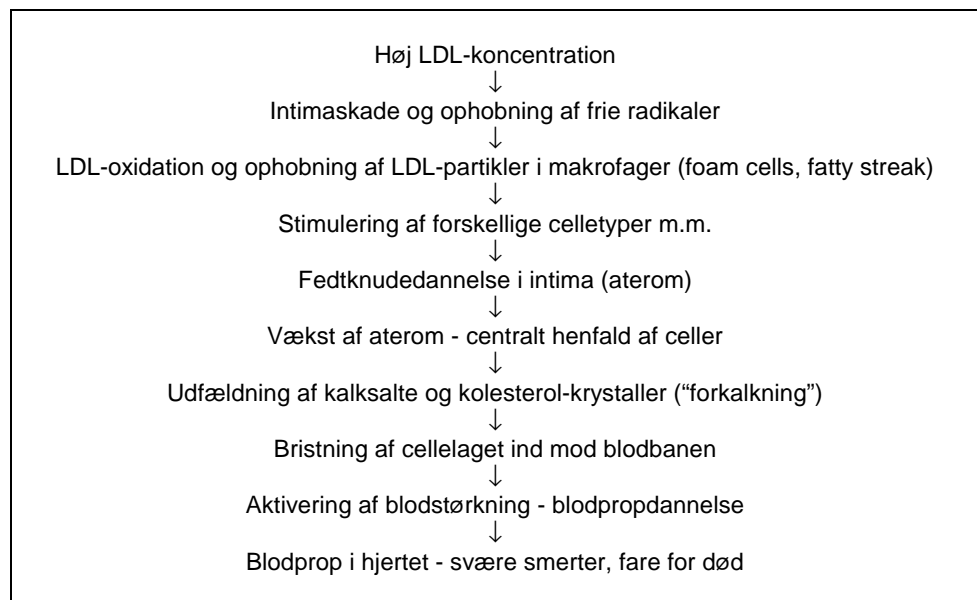 Høj LDL-koncentration
↓
Intimaskade og ophobning af frie radikaler
↓
LDL-oxidation og ophobning af LDL-partikler i makrofager (foam cells, fatty streak)
↓
Stimulering af forskellige celletyper m.m.
↓
Fedtknudedannelse i intima (aterom)
↓
Vækst af aterom - centralt henfald af celler
↓
Udfældning af kalksalte og kolesterol-krystaller (“forkalkning”)
↓
Bristning af cellelaget ind mod blodbanen
↓
Aktivering af blodstørkning - blodpropdannelse
↓
Blodprop i hjertet - svære smerter, fare for død